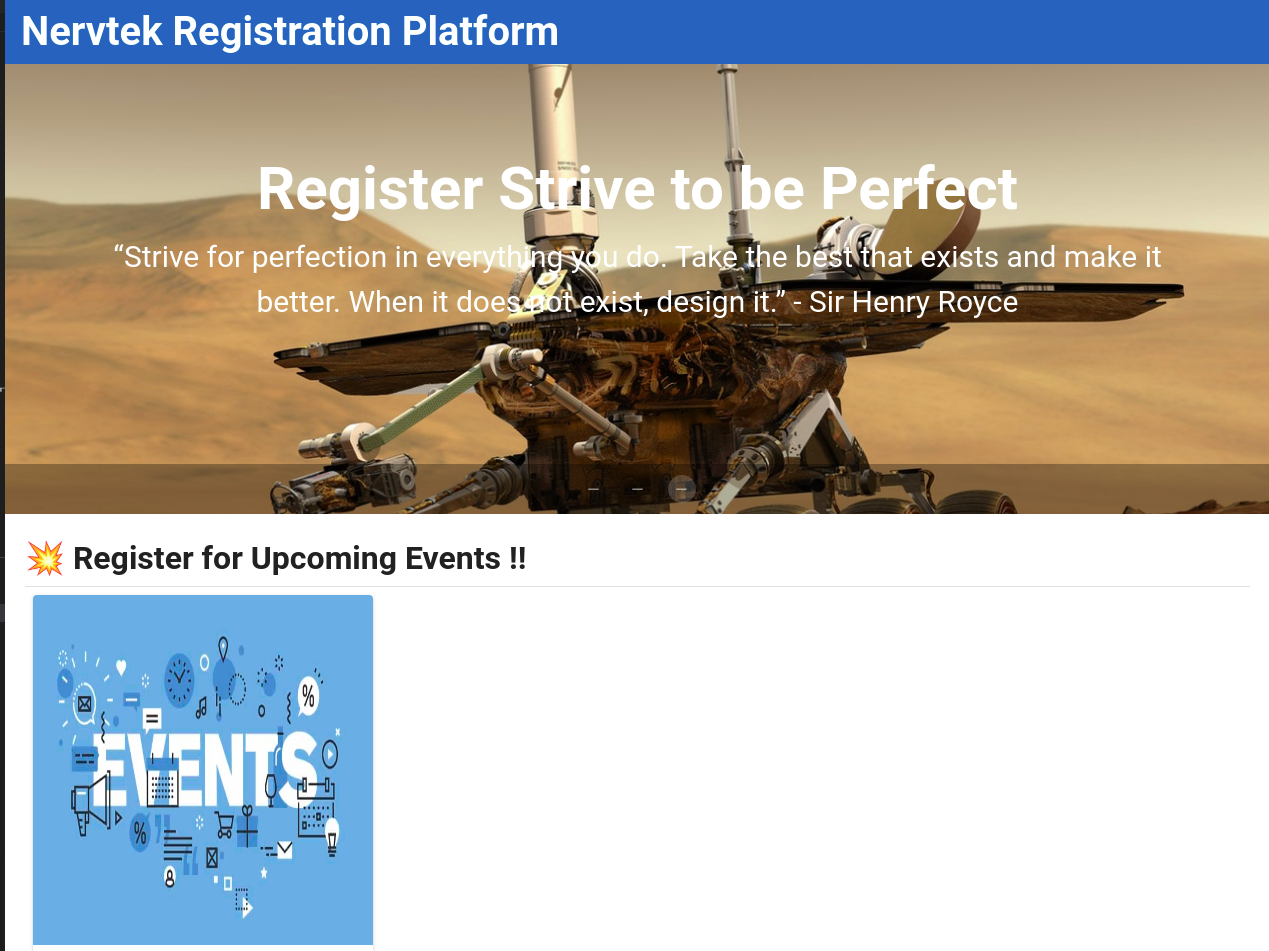 Nervtek Registration Platform
Register Strive to be Perfect
“Strive for perfection in everything you do. Take the best that exists and make it
better. When it does not exist, design it.” - Sir Henry Royce
💥 Register for Upcoming Events !!
%
EVENTS
%